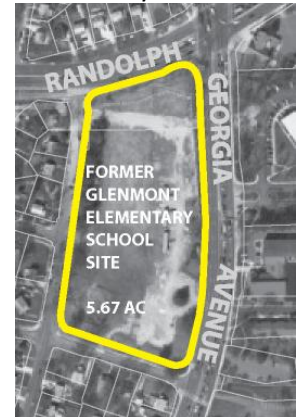 RANDOLPH
GEORGIA
AVENUE
FORMER
GLENMONT
ELEMENTARY
SCHOOL
SITE
5.67 AC